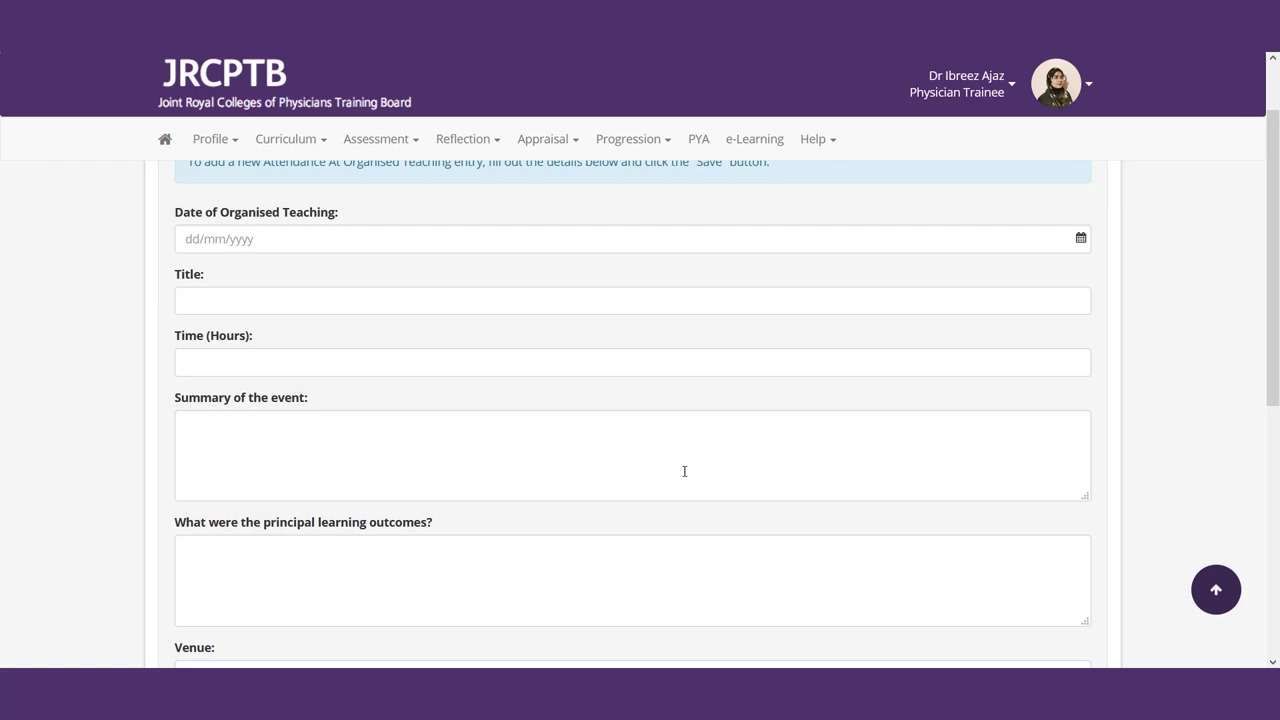 JRCPTB
Joint Royal Colleges of Physicians Training Board
Dr Ibreez Ajaz
Physician Trainee
Profile
Curriculum
Assessment
Reflection
Appraisal
Progression
PYA
e-Learning
Help
To add a new Attendance At Organised Teaching entry, fill out the details below and click the "Save" button.
Date of Organised Teaching:
dd/mm/yyyy
Title:
Time (Hours):
Summary of the event:
What were the principal learning outcomes?
Venue: